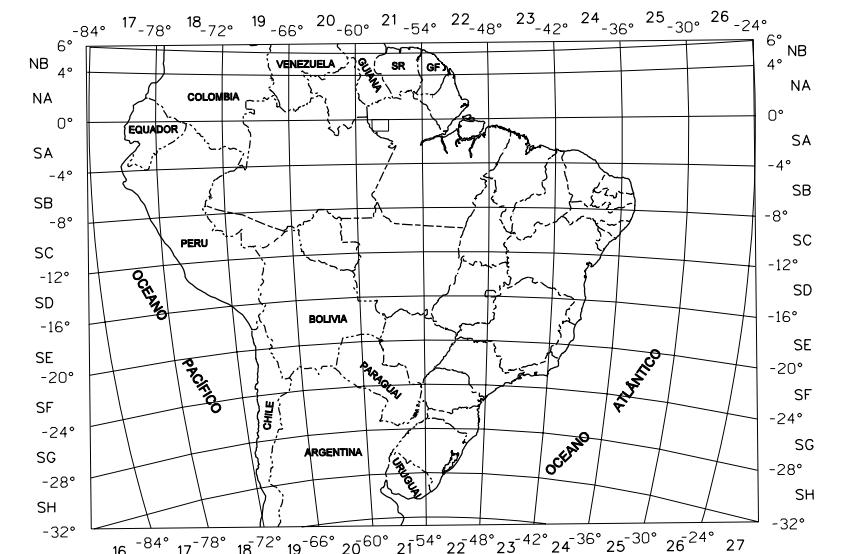 17 18 19 20 21 22 23 24 25 26
-84° -78° -72° -66° -60° -54° -48° -42° -36° -30° -24°
6° 6°
NB NB
4° 4°
VENEZUELA SR GF
GUIANA
NA NA
COLOMBIA
0° 0°
EQUADOR
SA SA
-4° -4°
SB SB
-8° -8°
PERU
SC SC
-12° -12°
OCEANO
SD SD
-16° -16°
BOLIVIA
SE SE
-20° -20°
PACÍFICO PARAGUAI ATLÂNTICO
SF SF
CHILE
-24° -24°
ARGENTINA OCEANO
SG SG
URUGUAI
-28° -28°
SH SH
-32° -32°
16 -84° 17 -78° 18 -72° 19 -66° 20 -60° 21 -54° 22 -48° 23 -42° 24 -36° 25 -30° 26 -24° 27